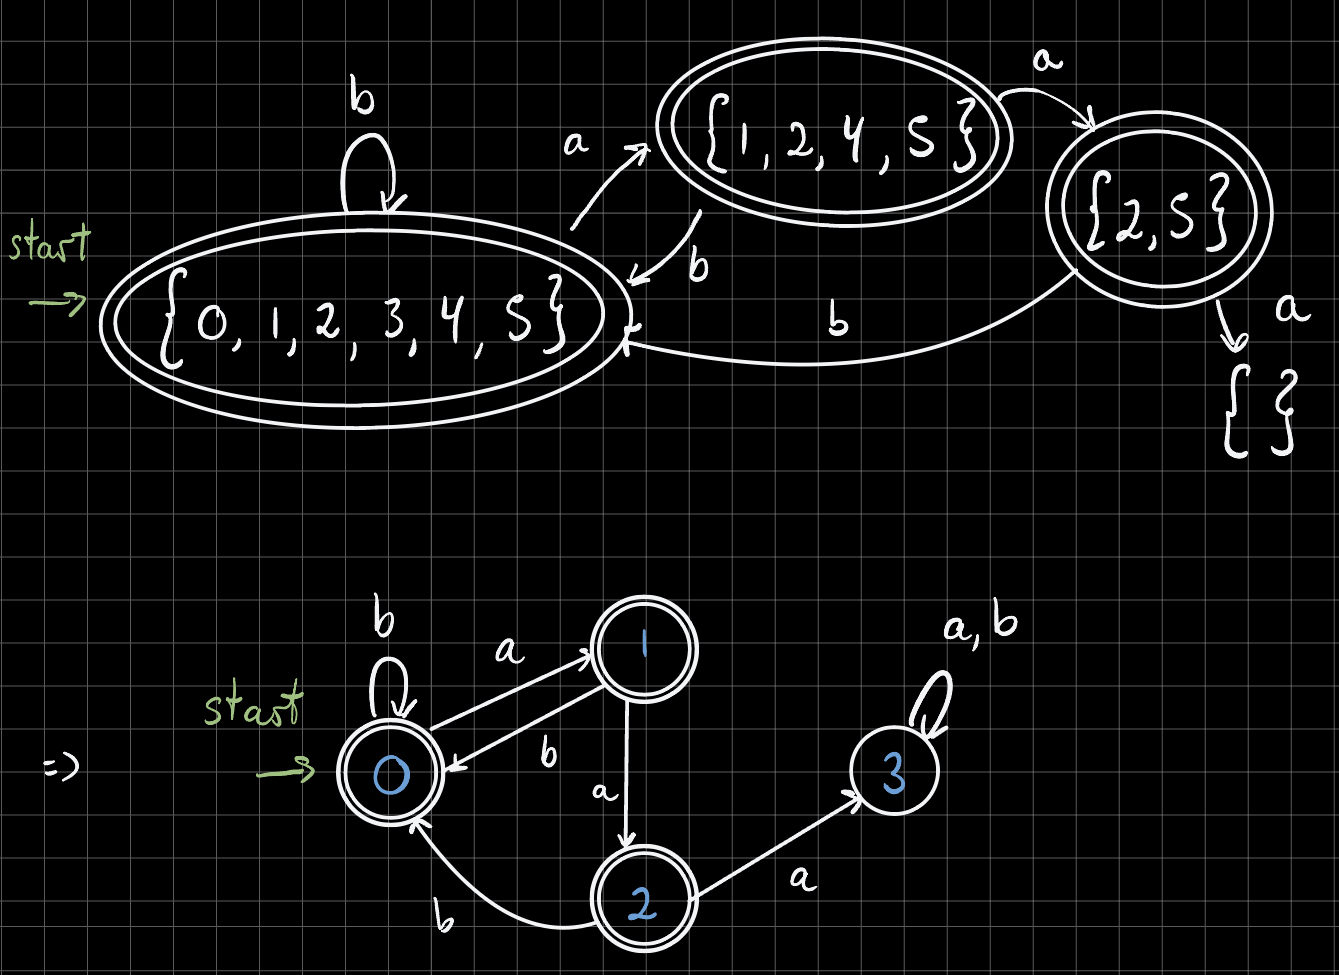 b
a
{1, 2, 4, 5}
a
{2, 5}
start
→
{0, 1, 2, 3, 4, 5}
b
b
a
{ }
b
a
1
a, b
start
=> →
0
b
a
3
2
a
b